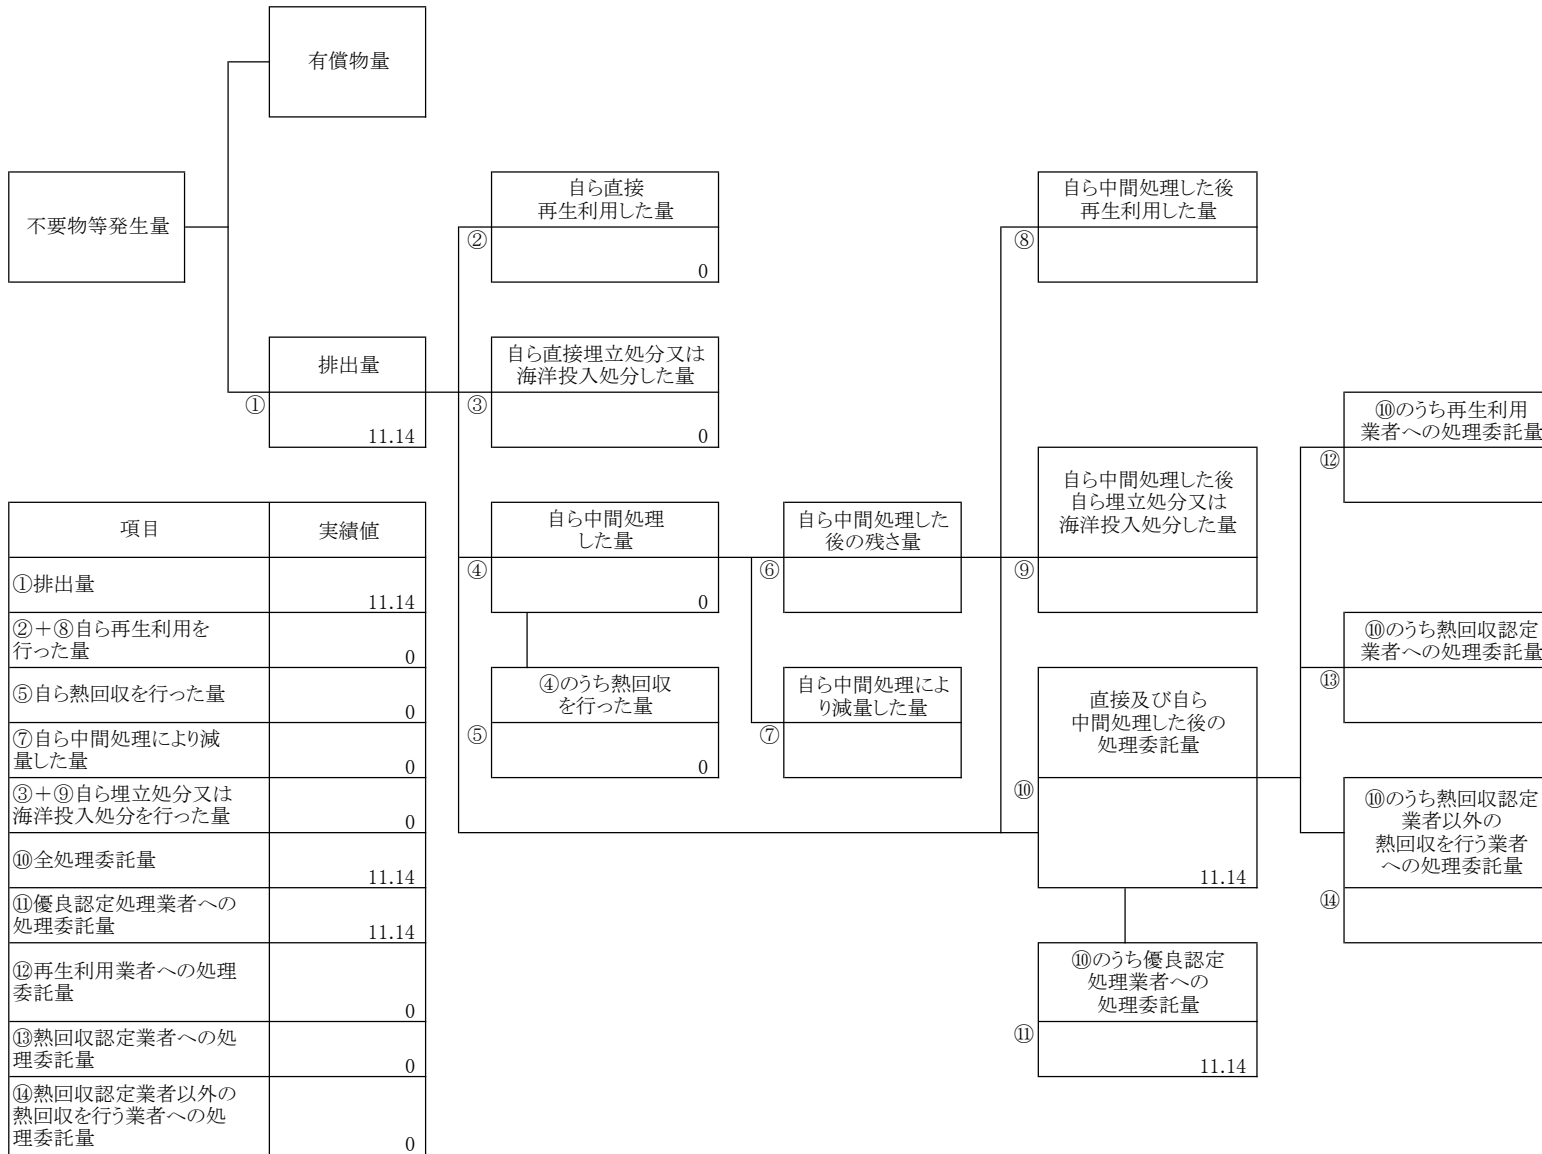 有償物量
不要物等発生量
自ら直接
再生利用した量
②
0
自ら中間処理した後
再生利用した量
⑧
排出量
①
11.14
自ら直接埋立処分又は
海洋投入処分した量
③
0
⑩のうち再生利用
業者への処理委託量
⑫
自ら中間処理した後
自ら埋立処分又は
海洋投入処分した量
⑨
自ら中間処理
した量
④
0
自ら中間処理した
後の残さ量
⑥
⑩のうち熱回収認定
業者への処理委託量
⑬
④のうち熱回収
を行った量
⑤
0
自ら中間処理によ
り減量した量
⑦
直接及び自ら
中間処理した後の
処理委託量
⑩
11.14
⑩のうち熱回収認定
業者以外の
熱回収を行う業者
への処理委託量
⑭
⑩のうち優良認定
処理業者への
処理委託量
⑪
11.14
項目 実績値
①排出量
11.14
②+⑧自ら再生利用を
行った量
0
⑤自ら熱回収を行った量
0
⑦自ら中間処理により減
量した量
0
③+⑨自ら埋立処分又は
海洋投入処分を行った量
0
⑩全処理委託量
11.14
⑪優良認定処理業者への
処理委託量
11.14
⑫再生利用業者への処理
委託量
0
⑬熱回収認定業者への処
理委託量
0
⑭熱回収認定業者以外の
熱回収を行う業者への処
理委託量
0